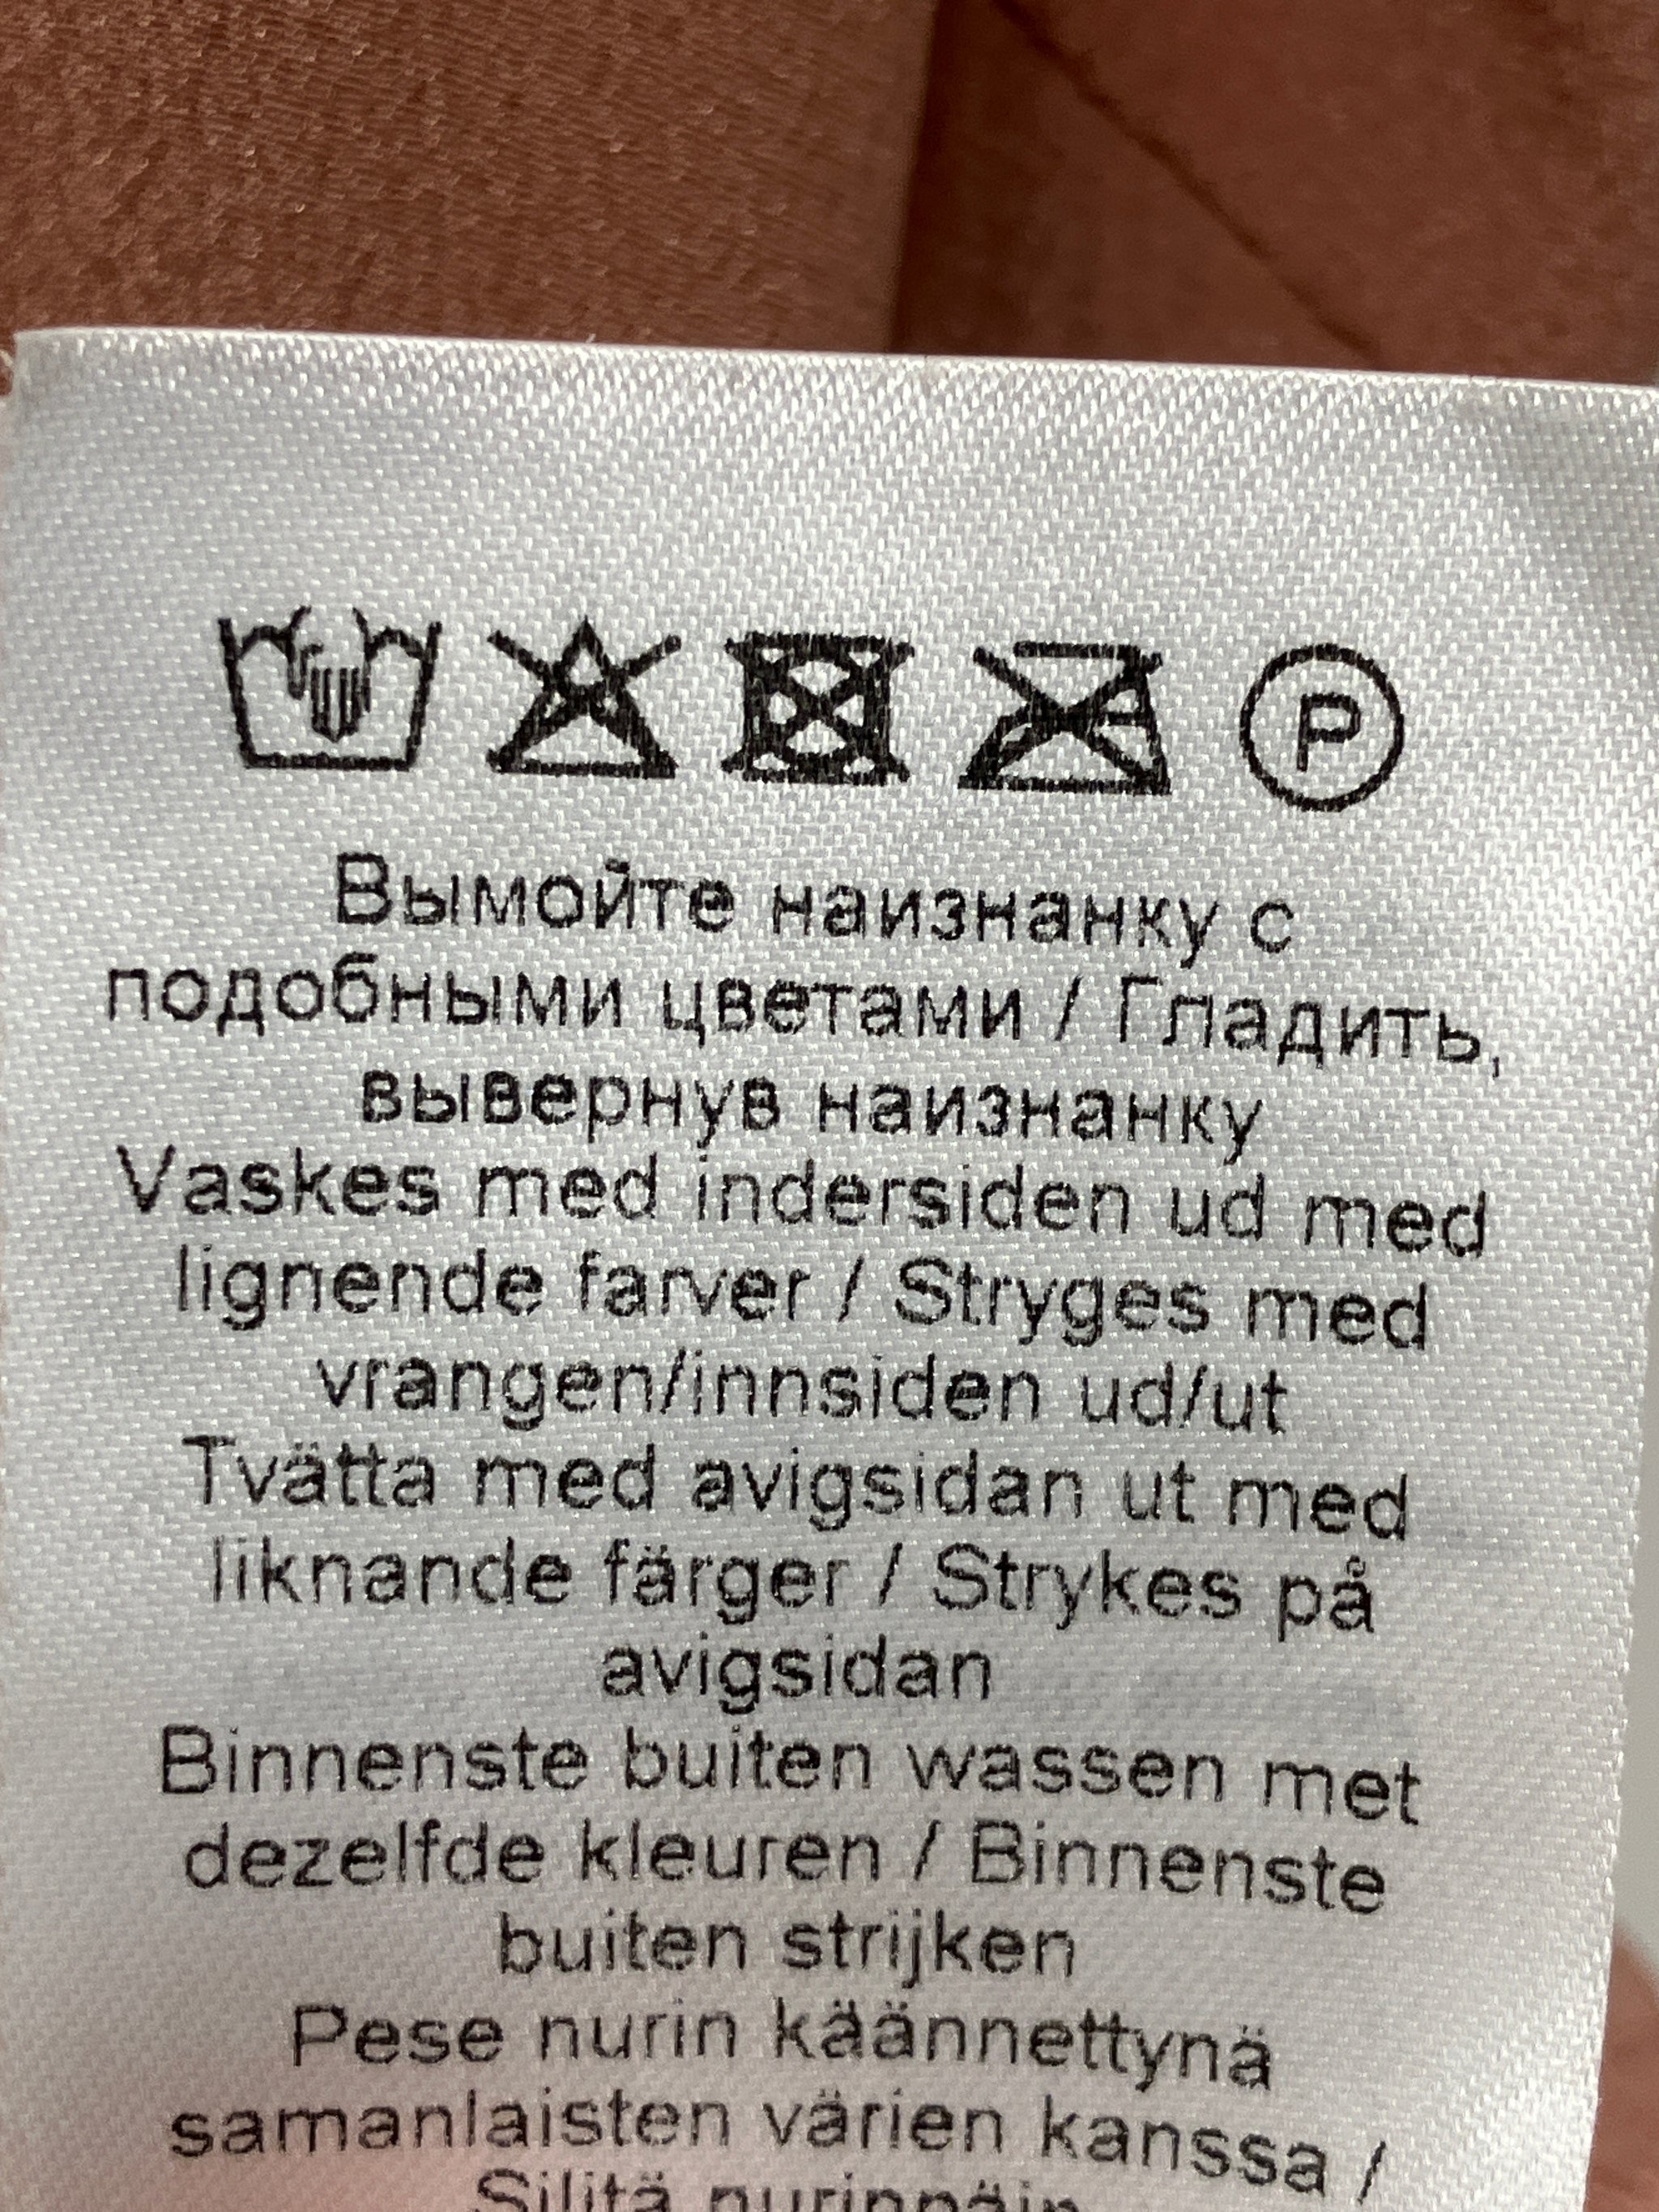 P
Вымойте наизнанку с
подобными цветами / Гладить,
вывернув наизнанку
Vaskes med indersiden ud med
lignende farver / Stryges med
vrangen/innsiden ud/ut
Tvätta med avigsidan ut med
liknande färger / Strykes på
avigsidan
Binnenste buiten wassen met
dezelfde kleuren / Binnenste
buiten strijken
Pese nurin käännettynä
samanlaisten värien kanssa /
Silitä nurinpäin